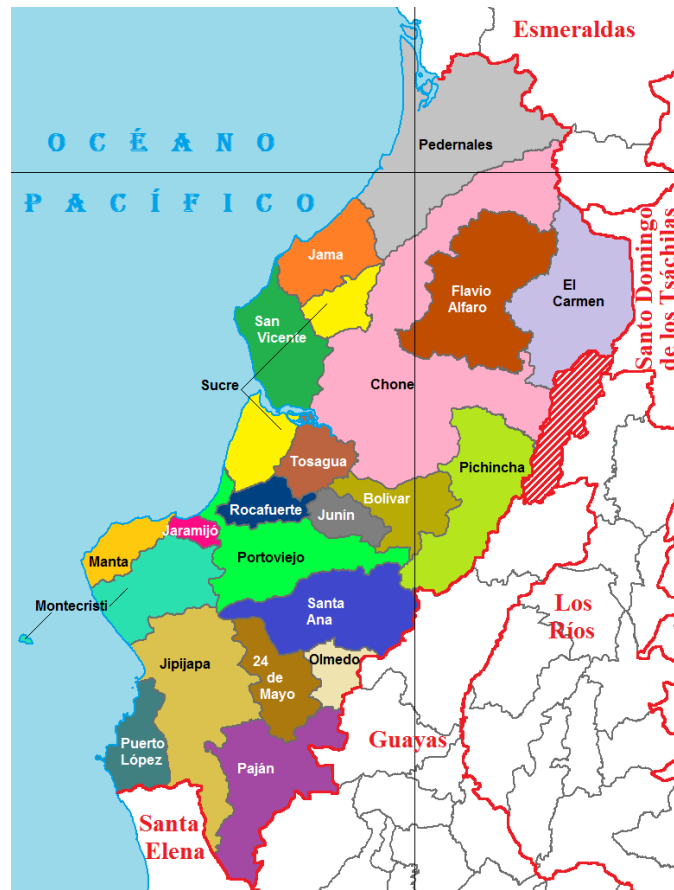 Esmeraldas
OCÉANO
PACÍFICO
Pedernales
Jama
Flavio
Alfaro
El
Carmen
Santo Domingo
de los Tsáchilas
San
Vicente
Sucre
Chone
Tosagua
Pichincha
Bolívar
Rocafuerte
Junín
Jaramijó
Manta
Portoviejo
Montecristi
Santa
Ana
Los
Ríos
Jipijapa
24
de
Mayo
Olmedo
Guayas
Puerto
López
Paján
Santa
Elena